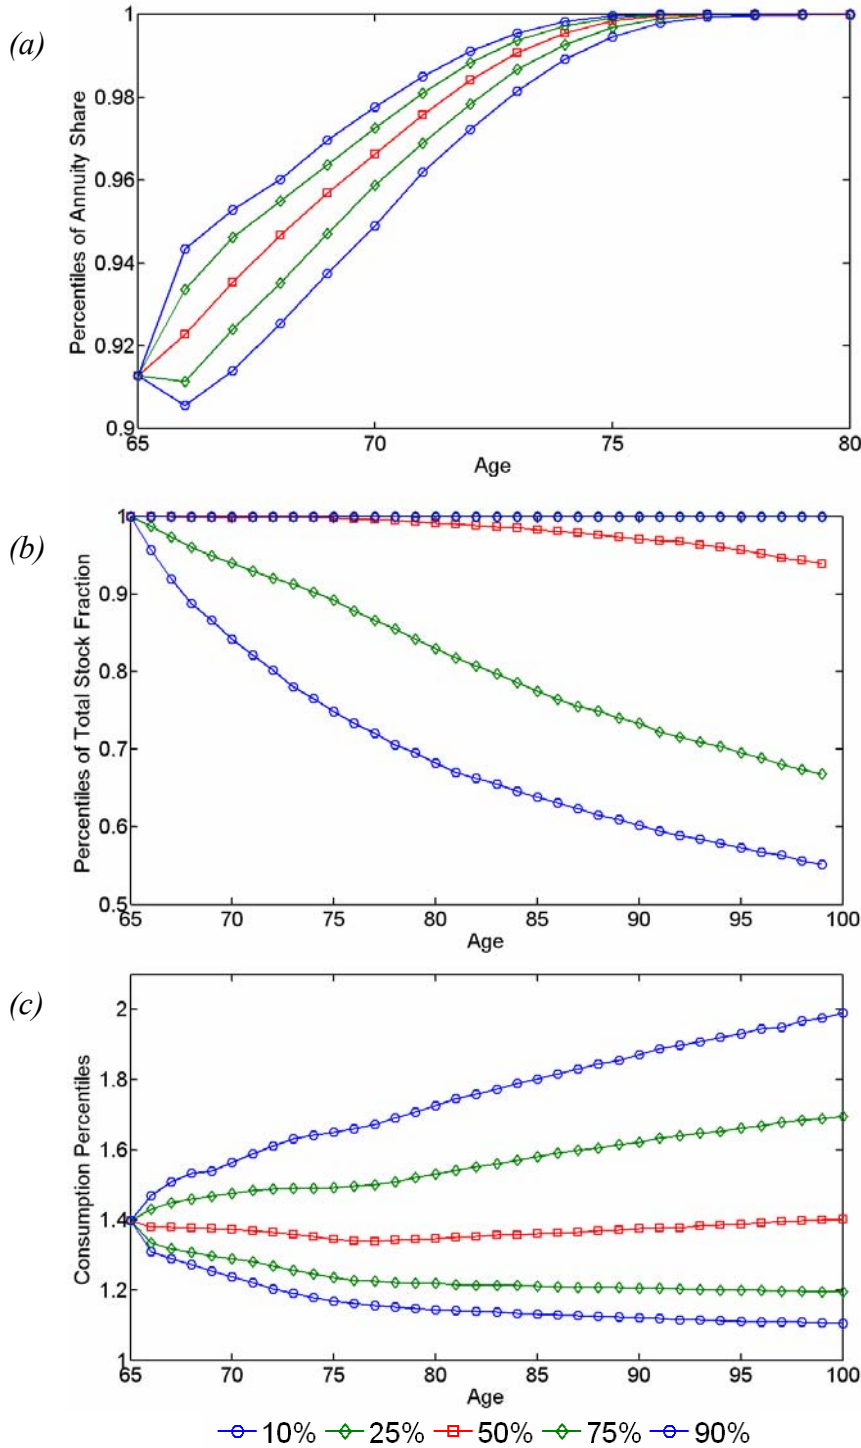 (a)
Percentiles of Annuity Share
1
0.98
0.96
0.94
0.92
0.9
65 70 75 80
Age
(b)
Percentiles of Total Stock Fraction
1
0.9
0.8
0.7
0.6
0.5
65 70 75 80 85 90 95 100
Age
(c)
Consumption Percentiles
2
1.8
1.6
1.4
1.2
1
65 70 75 80 85 90 95 100
Age
10% 25% 50% 75% 90%